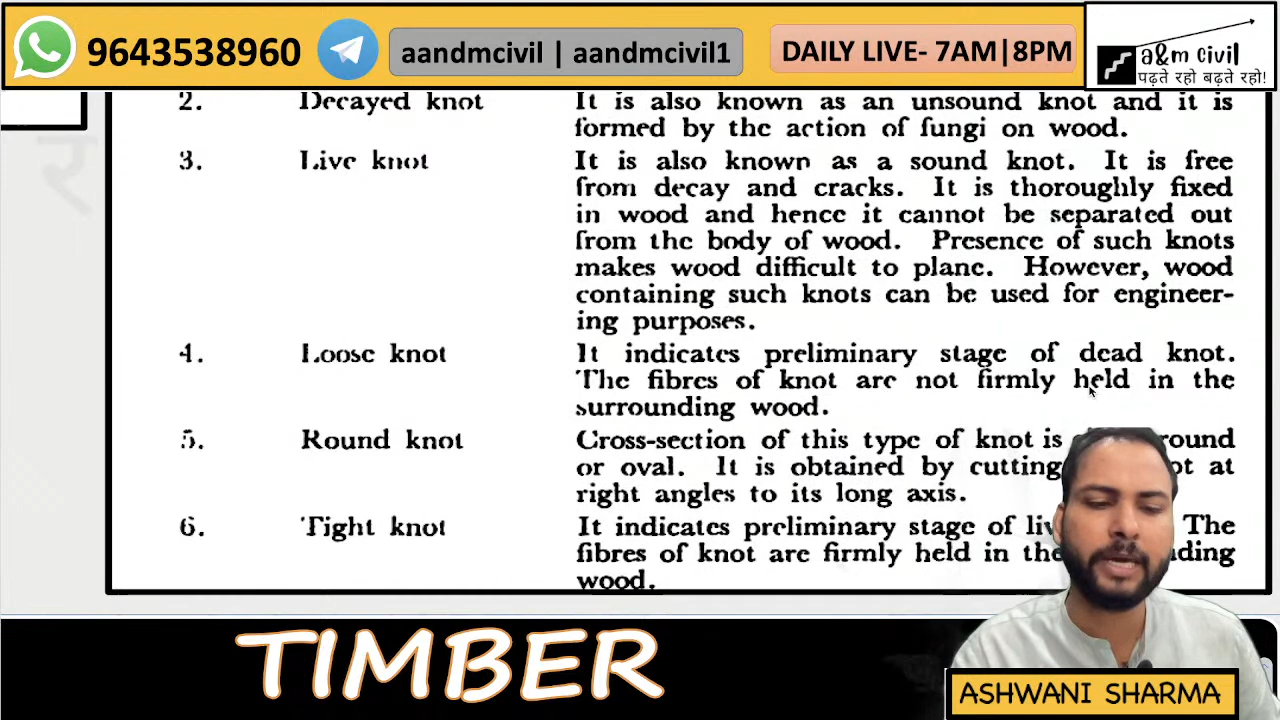 9643538960
aandmcivil | aandmcivil1
DAILY LIVE- 7AM|8PM
a&m civil
पढ़ते रहो बढ़ते रहो!
2. Decayed knot It is also known as an unsound knot and it is
formed by the action of fungi on wood.
3. Live knot It is also known as a sound knot. It is free
from decay and cracks. It is thoroughly fixed
in wood and hence it cannot be separated out
from the body of wood. Presence of such knots
makes wood difficult to plane. However, wood
containing such knots can be used for engineer-
ing purposes.
4. Loose knot It indicates preliminary stage of dead knot.
The fibres of knot are not firmly held in the
surrounding wood.
5. Round knot Cross-section of this type of knot is round
or oval. It is obtained by cutting at
right angles to its long axis.
6. Tight knot It indicates preliminary stage of The
fibres of knot are firmly held in the
wood.
TIMBER
ASHWANI SHARMA